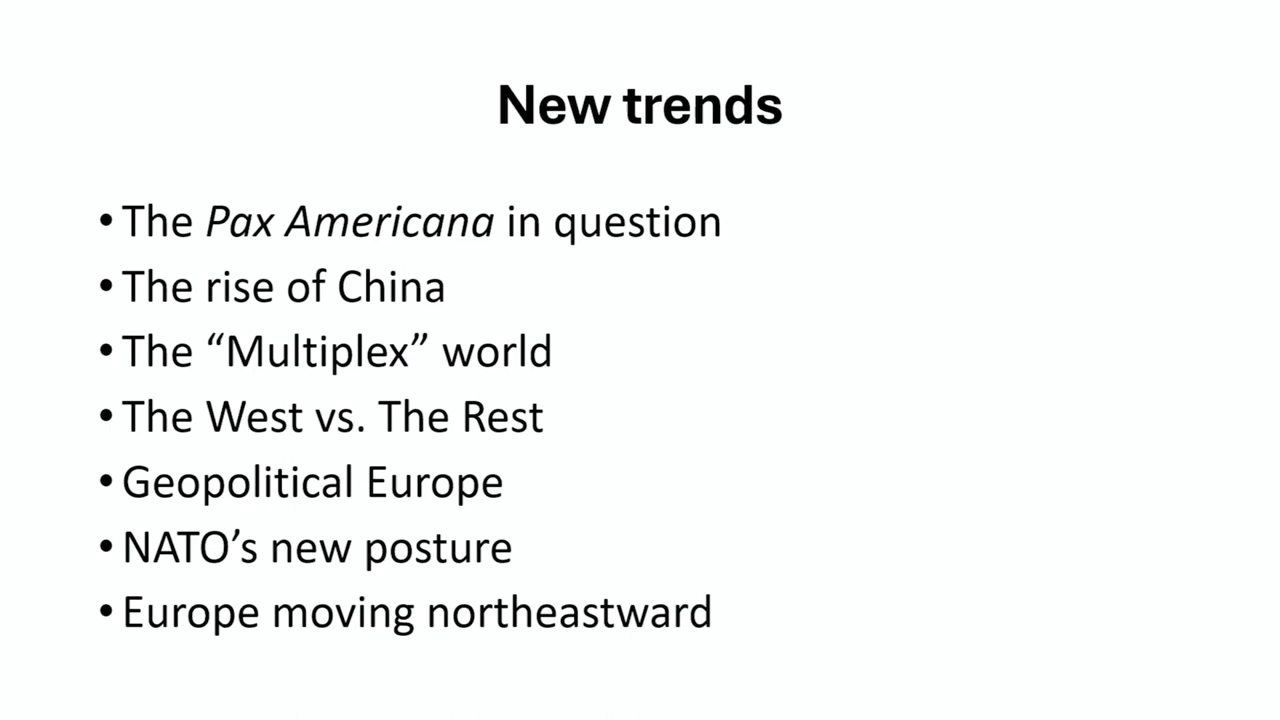 New trends
• The Pax Americana in question
• The rise of China
• The “Multiplex” world
• The West vs. The Rest
• Geopolitical Europe
• NATO’s new posture
• Europe moving northeastward